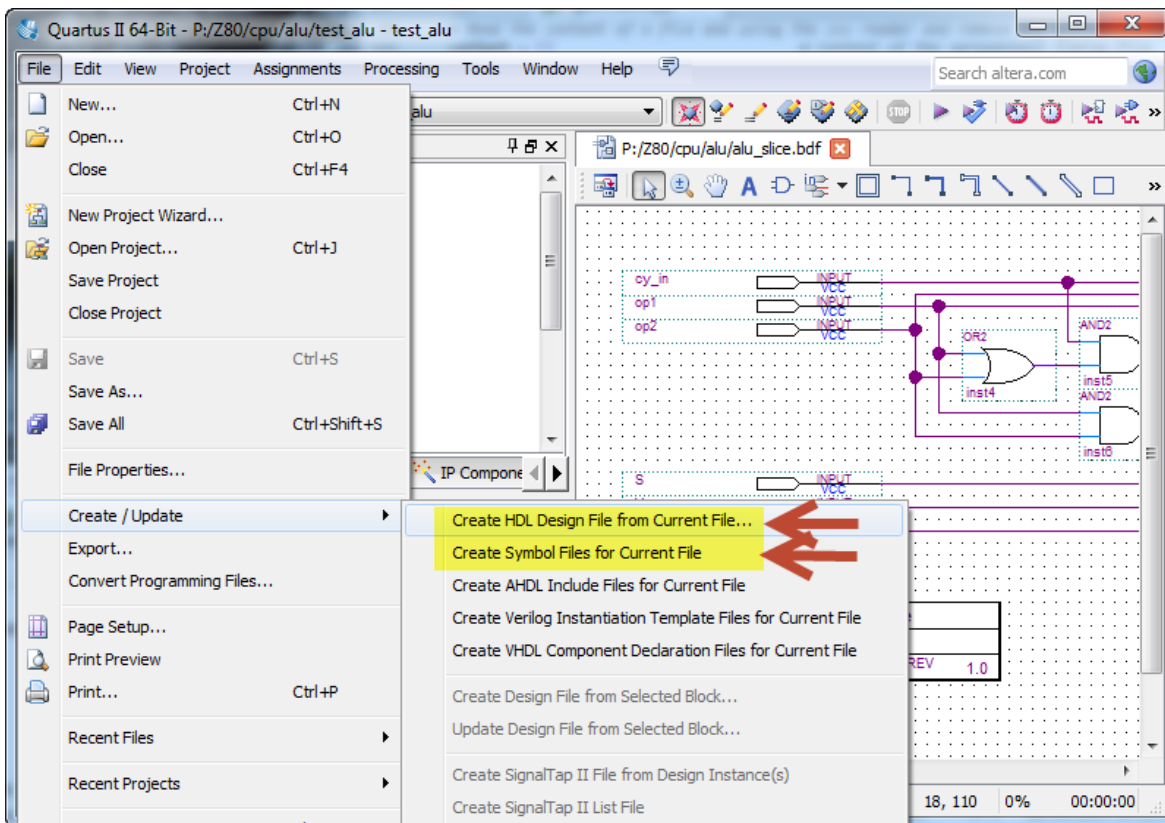 Quartus II 64-Bit - P:/Z80/cpu/alu/test_alu - test_alu
File Edit View Project Assignments Processing Tools Window Help
Search altera.com
alu
STOP
P:/Z80/cpu/alu/alu_slice.bdf
New... Ctrl+N
Open... Ctrl+O
Close Ctrl+F4
New Project Wizard...
Open Project... Ctrl+J
Save Project
Close Project
Save Ctrl+S
Save As...
Save All Ctrl+Shift+S
File Properties...
Create / Update
Export...
Convert Programming Files...
Page Setup...
Print Preview
Print... Ctrl+P
Recent Files
Recent Projects
IP Compone
Create HDL Design File from Current File...
Create Symbol Files for Current File
Create AHDL Include Files for Current File
Create Verilog Instantiation Template Files for Current File
Create VHDL Component Declaration Files for Current File
Create Design File from Selected Block...
Update Design File from Selected Block...
Create SignalTap II File from Design Instance(s)
Create SignalTap II List File
cy_in INPUT
VCC
op1 INPUT
VCC
op2 INPUT
VCC
OR2
inst4
AND2
inst5
AND2
inst6
S INPUT
VCC
REV 1.0
18, 110 0% 00:00:00